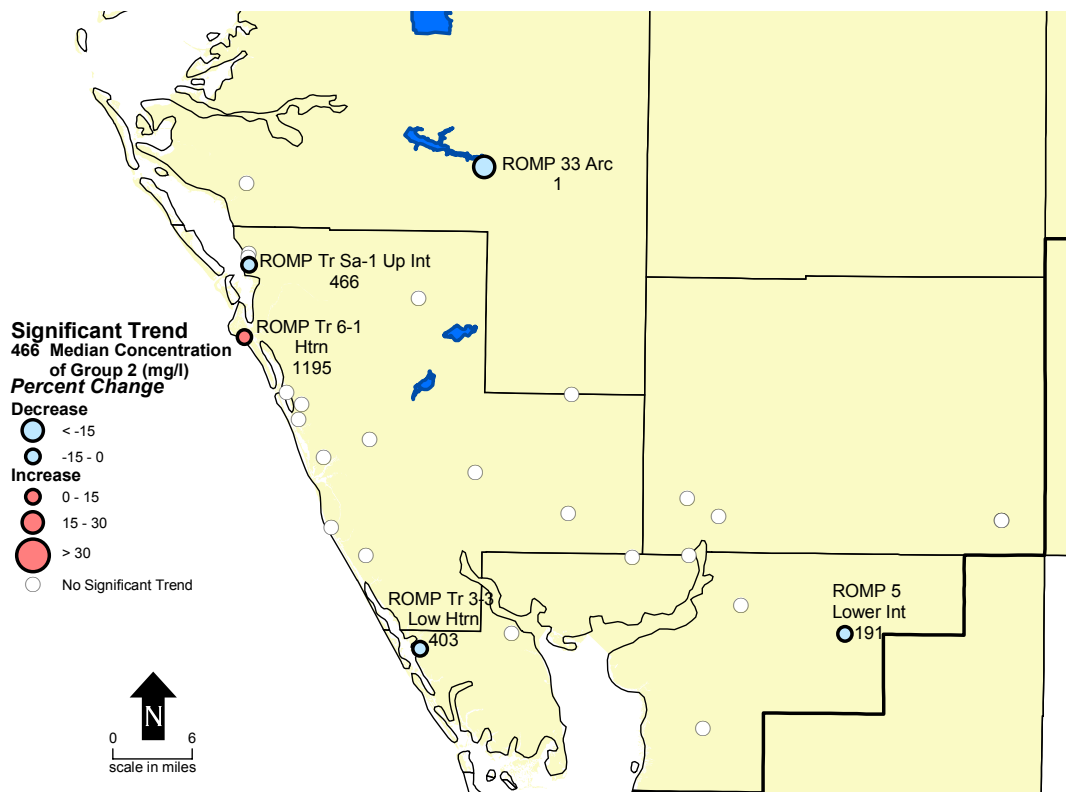 ROMP 33 Arc
1
ROMP Tr Sa-1 Up Int
466
ROMP Tr 6-1
Htrn
1195
Significant Trend
466 Median Concentration
of Group 2 (mg/l)
Percent Change
Decrease
< -15
-15 - 0
Increase
0 - 15
15 - 30
> 30
No Significant Trend
ROMP Tr 3-3
Low Htrn
403
ROMP 5
Lower Int
191
N
0 6
scale in miles